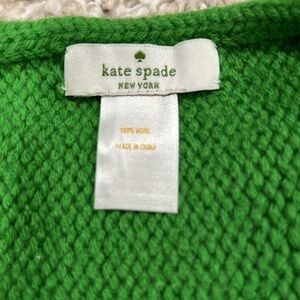 kate spade
NEW YORK
100% WOOL
MADE IN CHINA